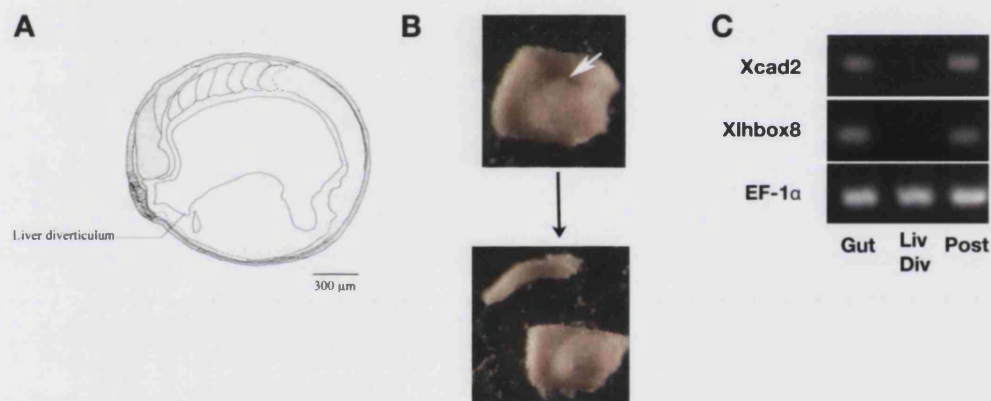 A
Liver diverticulum
300 µm
B
C
Xcad2
Xlhbox8
EF-1α
Gut Liv Post
Div